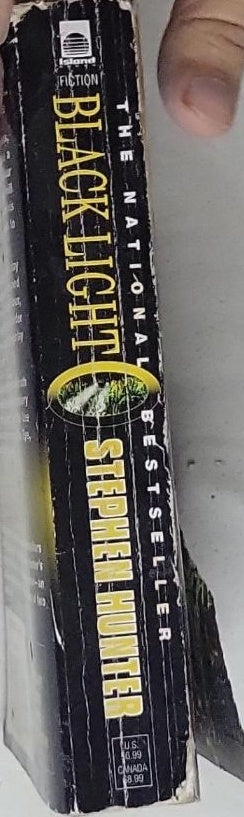 Island
FICTION
THE NATIONAL BESTSELLER
BLACK LIGHT
STEPHEN HUNTER
U.S.
$6.99
CANADA
$8.99